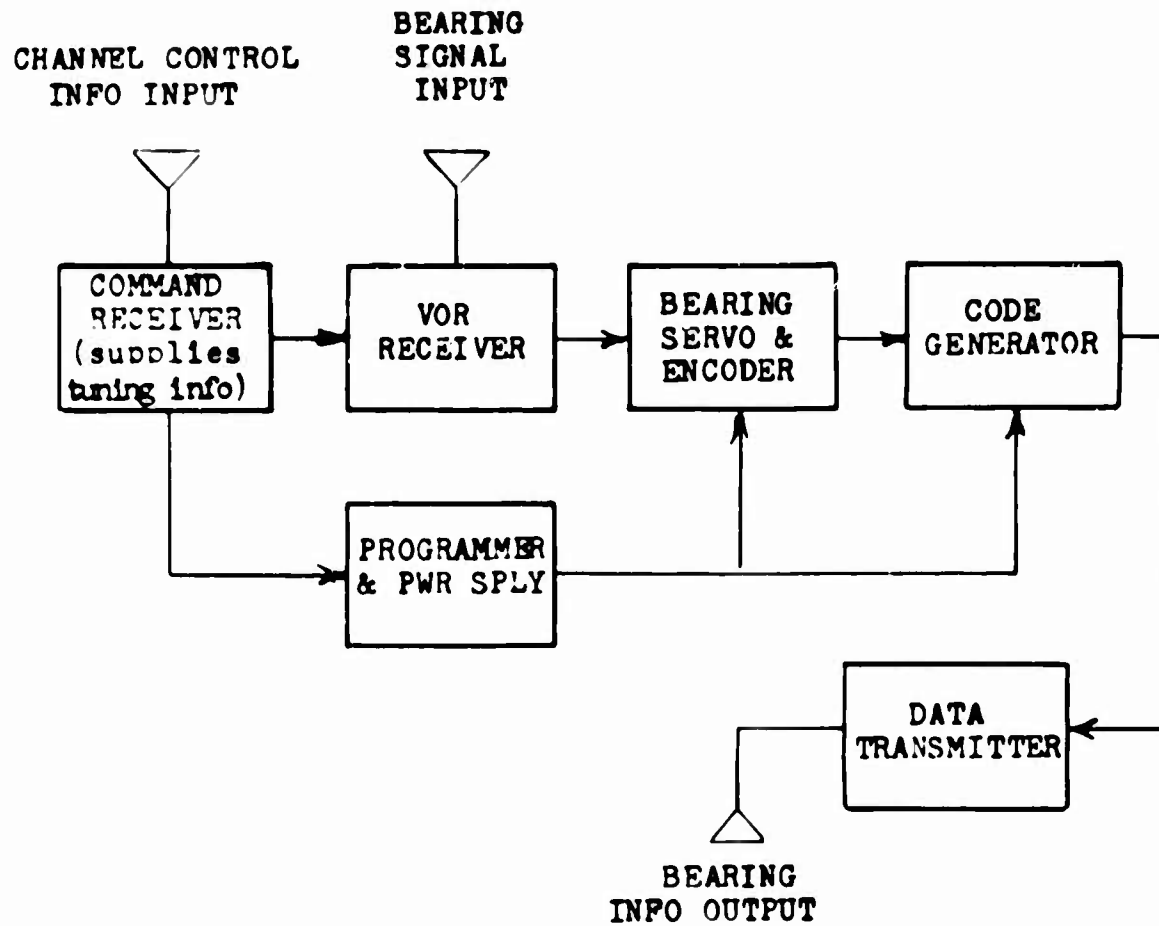 CHANNEL CONTROL
INFO INPUT
BEARING
SIGNAL
INPUT
COMMAND
RECEIVER
(supplies
tuning info)
VOR
RECEIVER
BEARING
SERVO &
ENCODER
CODE
GENERATOR
PROGRAMMER
& PWR SPLY
DATA
TRANSMITTER
BEARING
INFO OUTPUT